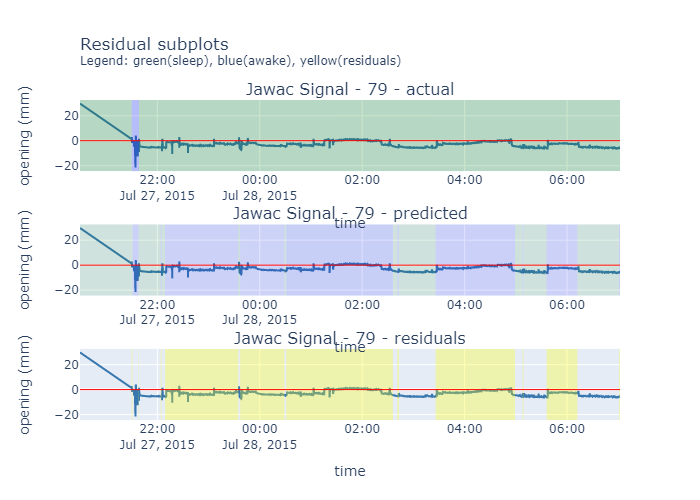 Residual subplots
Legend: green(sleep), blue(awake), yellow(residuals)
Jawac Signal - 79 - actual
opening (mm)
20
0
−20
22:00 00:00 02:00 04:00 06:00
Jul 27, 2015 Jul 28, 2015
time
Jawac Signal - 79 - predicted
opening (mm)
20
0
−20
22:00 00:00 02:00 04:00 06:00
Jul 27, 2015 Jul 28, 2015
time
Jawac Signal - 79 - residuals
opening (mm)
20
0
−20
22:00 00:00 02:00 04:00 06:00
Jul 27, 2015 Jul 28, 2015
time